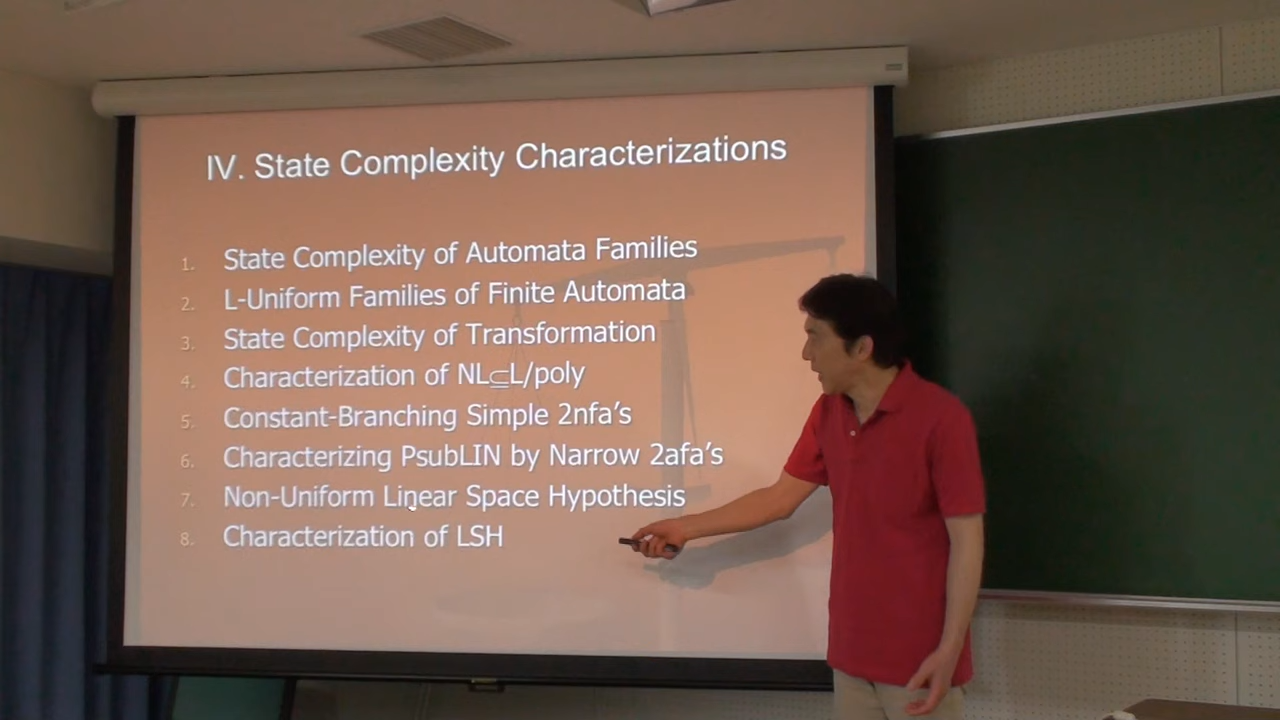 IV. State Complexity Characterizations
1. State Complexity of Automata Families
2. L-Uniform Families of Finite Automata
3. State Complexity of Transformation
4. Characterization of NL⊆L/poly
5. Constant-Branching Simple 2nfa's
6. Characterizing PsubLIN by Narrow 2afa's
7. Non-Uniform Linear Space Hypothesis
8. Characterization of LSH